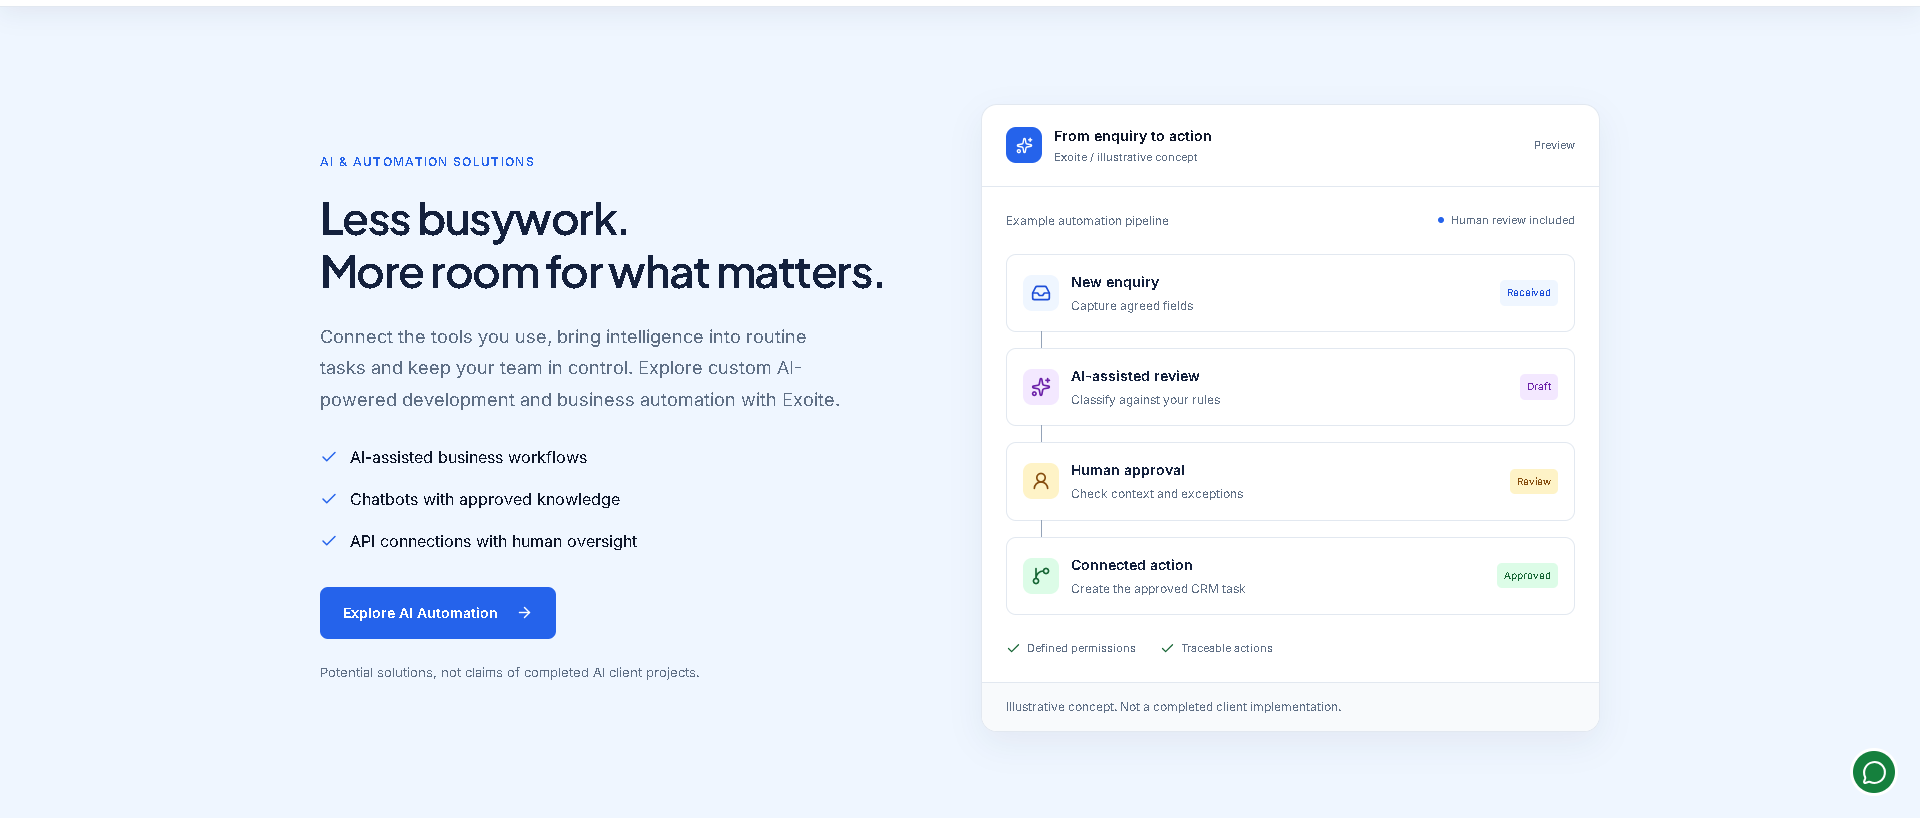 AI & AUTOMATION SOLUTIONS
Less busywork.
More room for what matters.
Connect the tools you use, bring intelligence into routine
tasks and keep your team in control. Explore custom AI-
powered development and business automation with Exoite.
AI-assisted business workflows
Chatbots with approved knowledge
API connections with human oversight
Explore AI Automation
Potential solutions, not claims of completed AI client projects.
From enquiry to action
Exoite / illustrative concept
Preview
Example automation pipeline
Human review included
New enquiry
Capture agreed fields
Received
AI-assisted review
Classify against your rules
Draft
Human approval
Check context and exceptions
Review
Connected action
Create the approved CRM task
Approved
Defined permissions
Traceable actions
Illustrative concept. Not a completed client implementation.